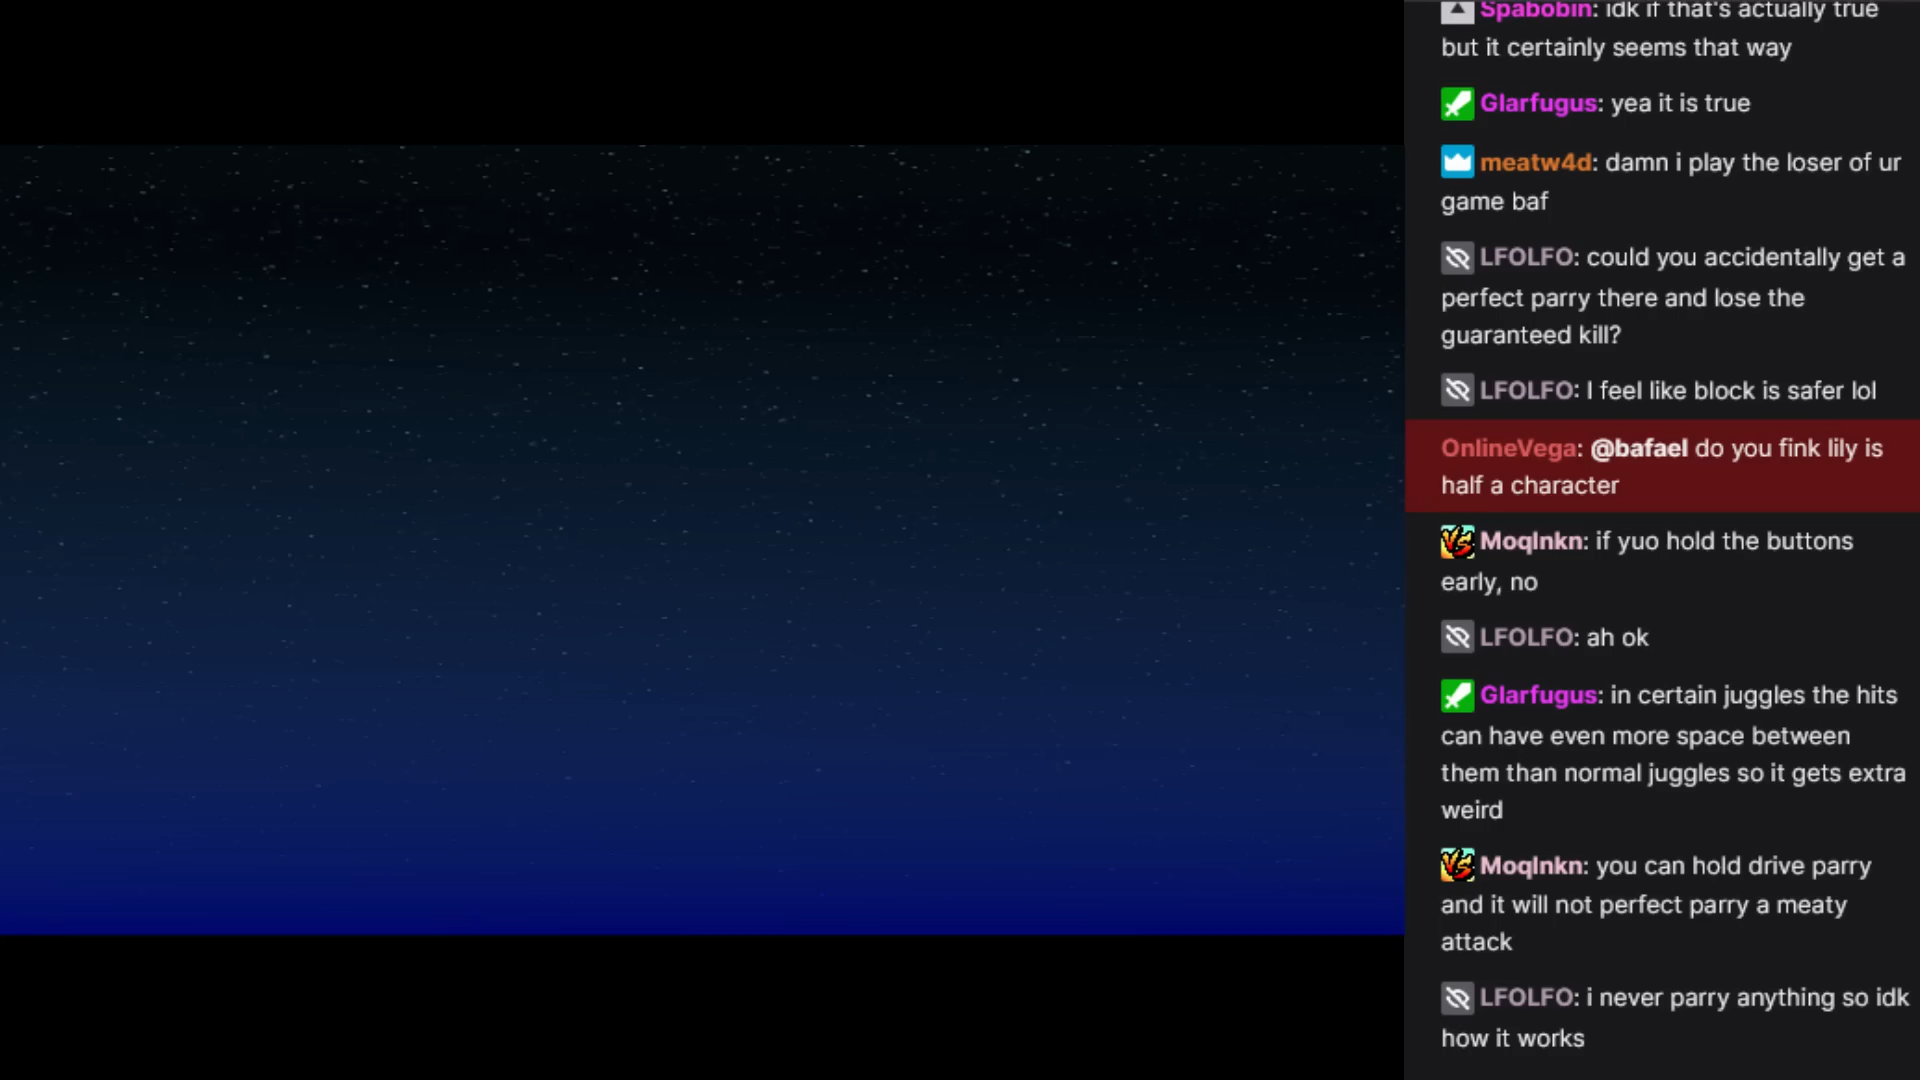 Spabobin: idk if that's actually true
but it certainly seems that way
Glarfugus: yea it is true
meatw4d: damn i play the loser of ur
game baf
LFOLFO: could you accidentally get a
perfect parry there and lose the
guaranteed kill?
LFOLFO: I feel like block is safer lol
OnlineVega: @bafael do you fink lily is
half a character
MoqInkn: if yuo hold the buttons
early, no
LFOLFO: ah ok
Glarfugus: in certain juggles the hits
can have even more space between
them than normal juggles so it gets extra
weird
MoqInkn: you can hold drive parry
and it will not perfect parry a meaty
attack
LFOLFO: i never parry anything so idk
how it works